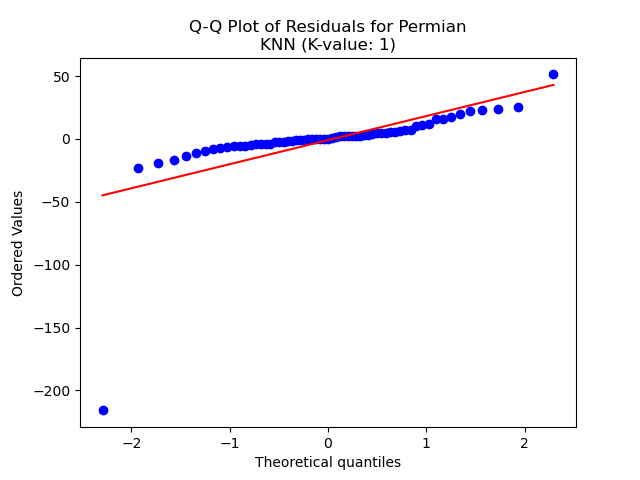 Q-Q Plot of Residuals for Permian
KNN (K-value: 1)
50
0
−50
−100
−150
−200
Ordered Values
−2
−1
0
1
2
Theoretical quantiles